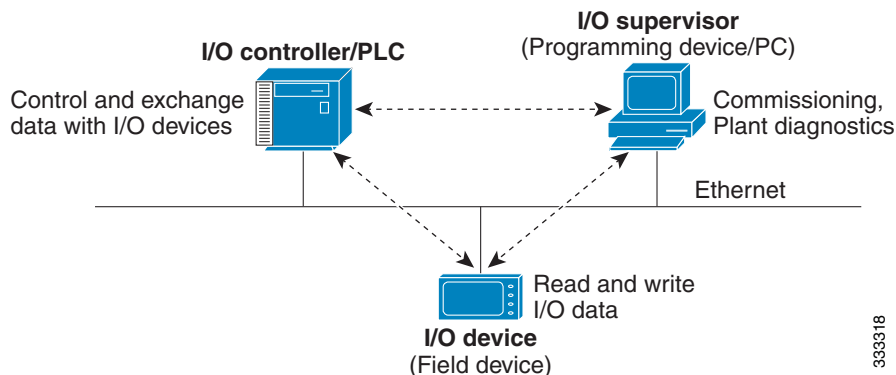 I/O supervisor
(Programming device/PC)
I/O controller/PLC
Control and exchange
data with I/O devices
Commissioning,
Plant diagnostics
Ethernet
Read and write
I/O data
I/O device
(Field device)
333318